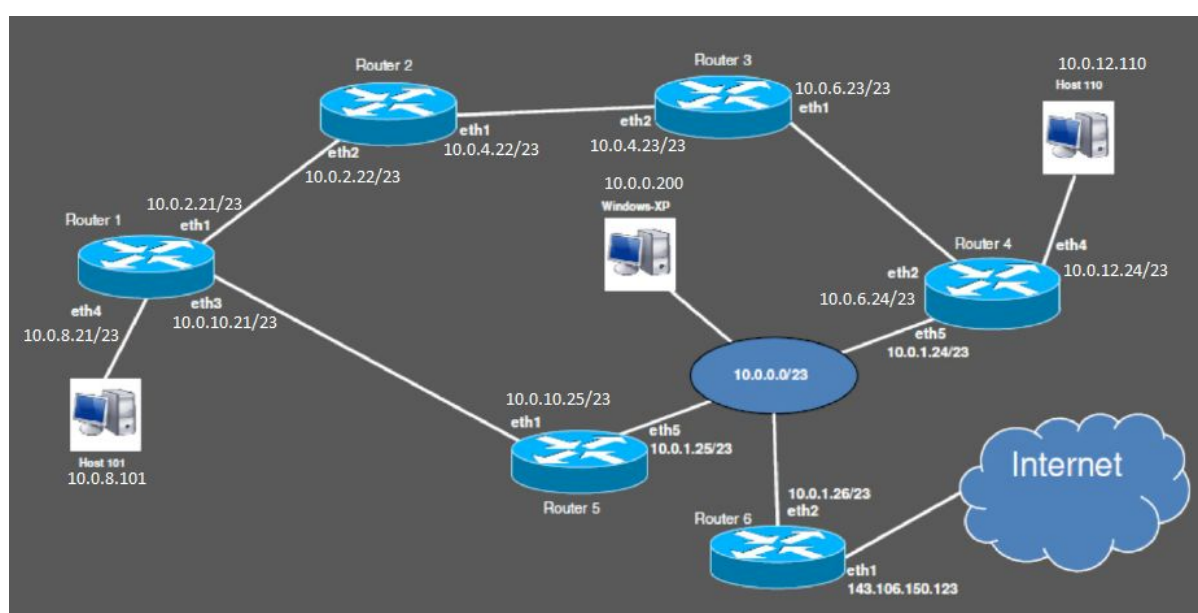 Router 2
eth1
10.0.4.22/23
eth2
10.0.2.22/23
Router 3
10.0.6.23/23
eth1
eth2
10.0.4.23/23
10.0.12.110
Host 110
10.0.0.200
Windows-XP
Router 1
10.0.2.21/23
eth1
eth3
10.0.10.21/23
eth4
10.0.8.21/23
Host 101
10.0.8.101
Router 4
eth4
10.0.12.24/23
eth2
10.0.6.24/23
eth5
10.0.1.24/23
10.0.0.0/23
10.0.10.25/23
eth1
eth5
10.0.1.25/23
Router 5
10.0.1.26/23
eth2
Router 6
eth1
143.106.150.123
Internet